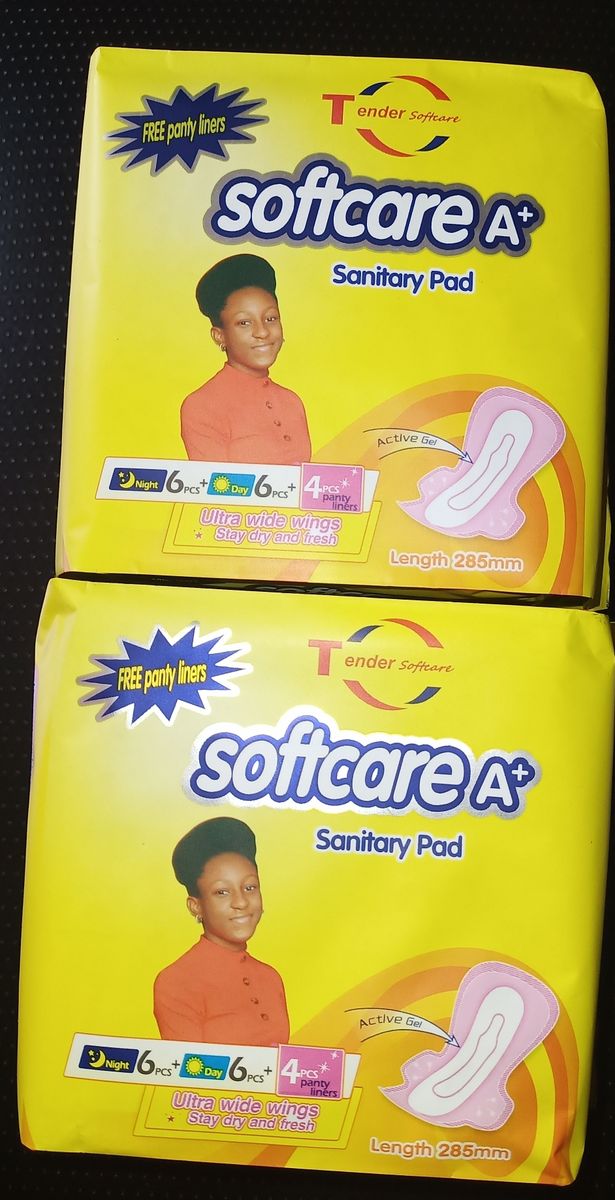 FREE panty liners
Tender Softcare
softcare A+
Sanitary Pad
Active Gel
Night 6PCS+ Day 6PCS+ 4PCS panty liners
Ultra wide wings
Stay dry and fresh
Length 285mm
FREE panty liners
Tender Softcare
softcare A+
Sanitary Pad
Active Gel
Night 6PCS+ Day 6PCS+ 4PCS panty liners
Ultra wide wings
Stay dry and fresh
Length 285mm